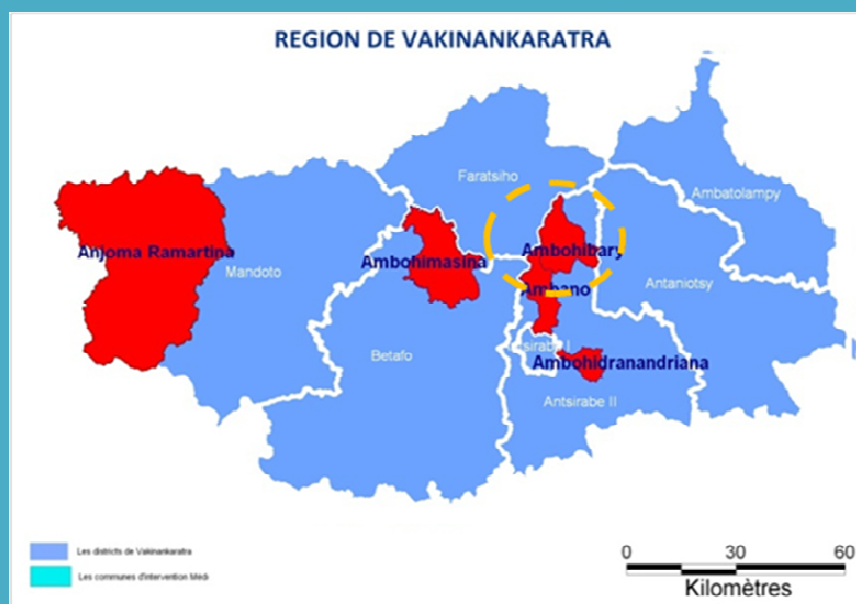 REGION DE VAKINANKARATRA
Faratsiho
Ambatolampy
Anjoma Ramartina
Mandoto
Ambohimasina
Ambohibary
Antaniotsy
Ambano
Betafo
Ambohidranandriana
Antsirabe II
Les districts de Vakinankaratra
Les communes d'intervention
0 30 60
Kilomètres